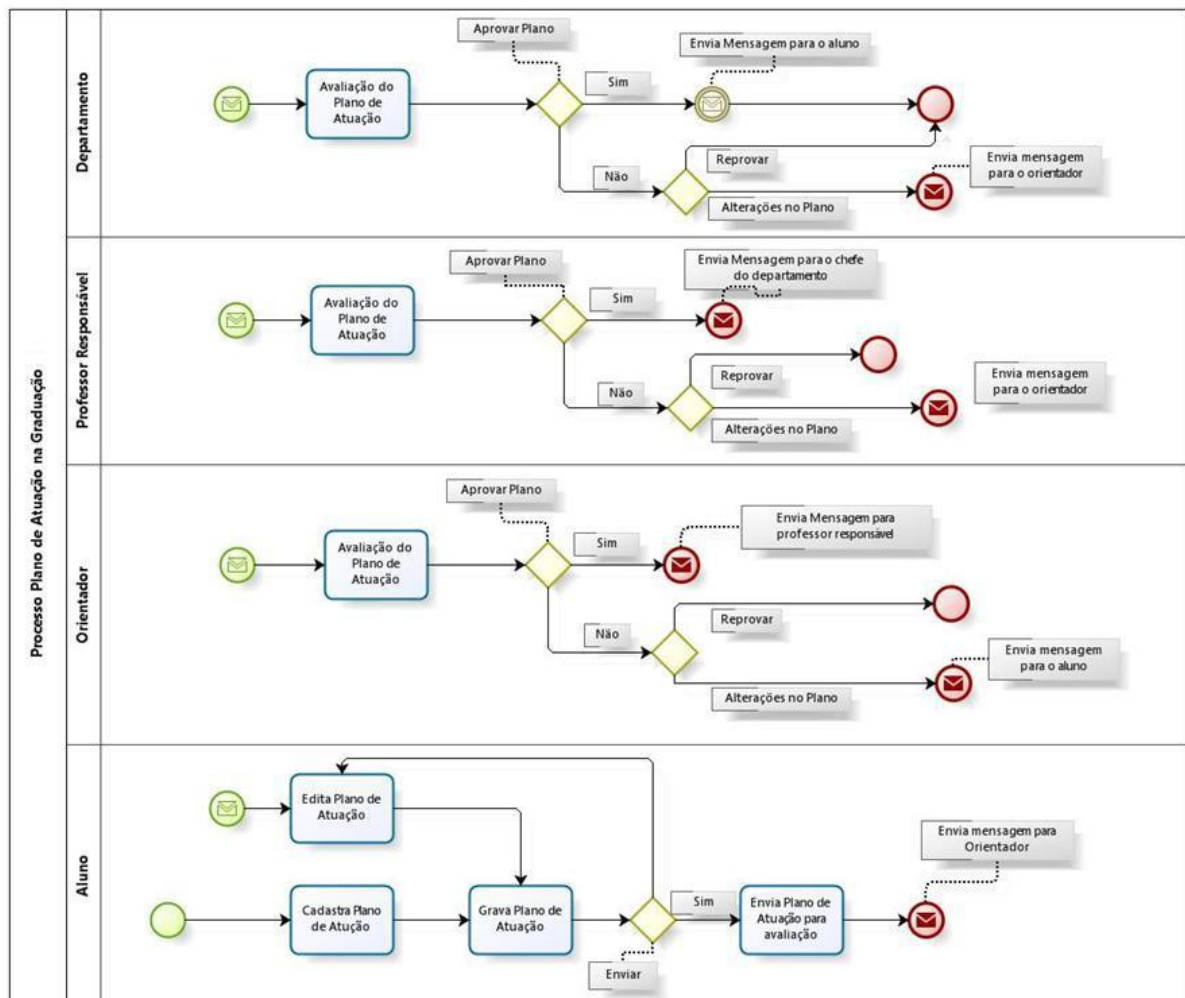 Processo Plano de Atuação na Graduação
Departamento
Aprovar Plano
Envia Mensagem para o aluno
Avaliação do
Plano de
Atuação
Sim
Não
Reprovar
Alterações no Plano
Envia mensagem
para o orientador
Professor Responsável
Aprovar Plano
Envia Mensagem para o chefe
do departamento
Avaliação do
Plano de
Atuação
Sim
Não
Reprovar
Alterações no Plano
Envia mensagem
para o orientador
Orientador
Aprovar Plano
Envia Mensagem para
professor responsável
Avaliação do
Plano de
Atuação
Sim
Não
Reprovar
Alterações no Plano
Envia mensagem
para o aluno
Aluno
Edita Plano de
Atuação
Cadastra Plano
de Atução
Grava Plano de
Atuação
Sim
Enviar
Envia Plano de
Atuação para
avaliação
Envia mensagem para
Orientador